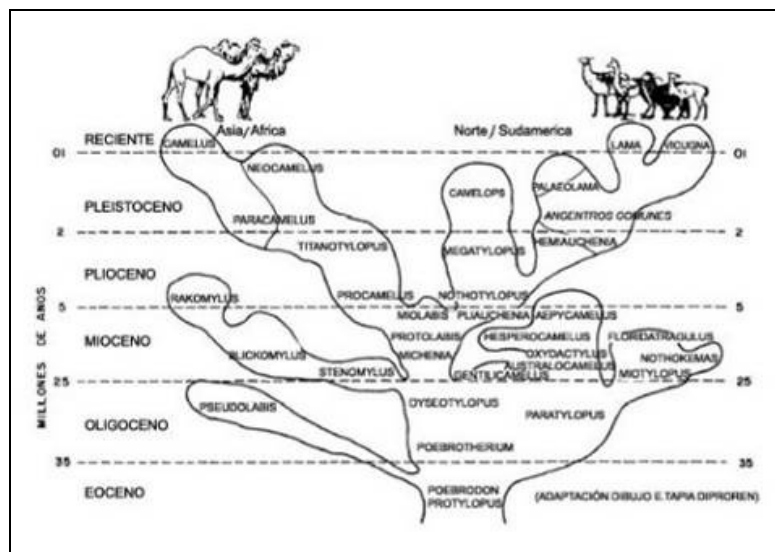 Asia/Africa
Norte/Sudamerica
RECIENTE
CAMELUS
LAMA
VICUGNA
01
01
NEOCAMELUS
CAMELOPS
PALAEOLAMA
PLEISTOCENO
PARACAMELUS
ANGENTROS COMUNES
2
2
TITANOTYLOPUS
MEGATYLOPUS
HEMIAUCHENIA
PLIOCENO
RAKOMYLUS
PROCAMELUS
NOTHOTYLOPUS
5
5
MIOLABIS
PLIAUCHENIA
AEPYCAMELUS
MIOCENO
PROTOLABIS
HESPEROCAMELUS
FLORIDATRAGULUS
BLICKOMYLUS
MICHENIA
OXYDACTYLUS
NOTHOKEMAS
STENOMYLUS
AUSTRALOCAMELUS
GENTILICAMELUS
MIOTYLOPUS
25
25
MILLONES DE ANOS
PSEUDOLABIS
DYSEOTYLOPUS
PARATYLOPUS
OLIGOCENO
POEBROTHERIUM
35
35
EOCENO
POEBRODON
PROTYLOPUS
(ADAPTACIÓN DIBUJO E.TAPIA DIPROREN)